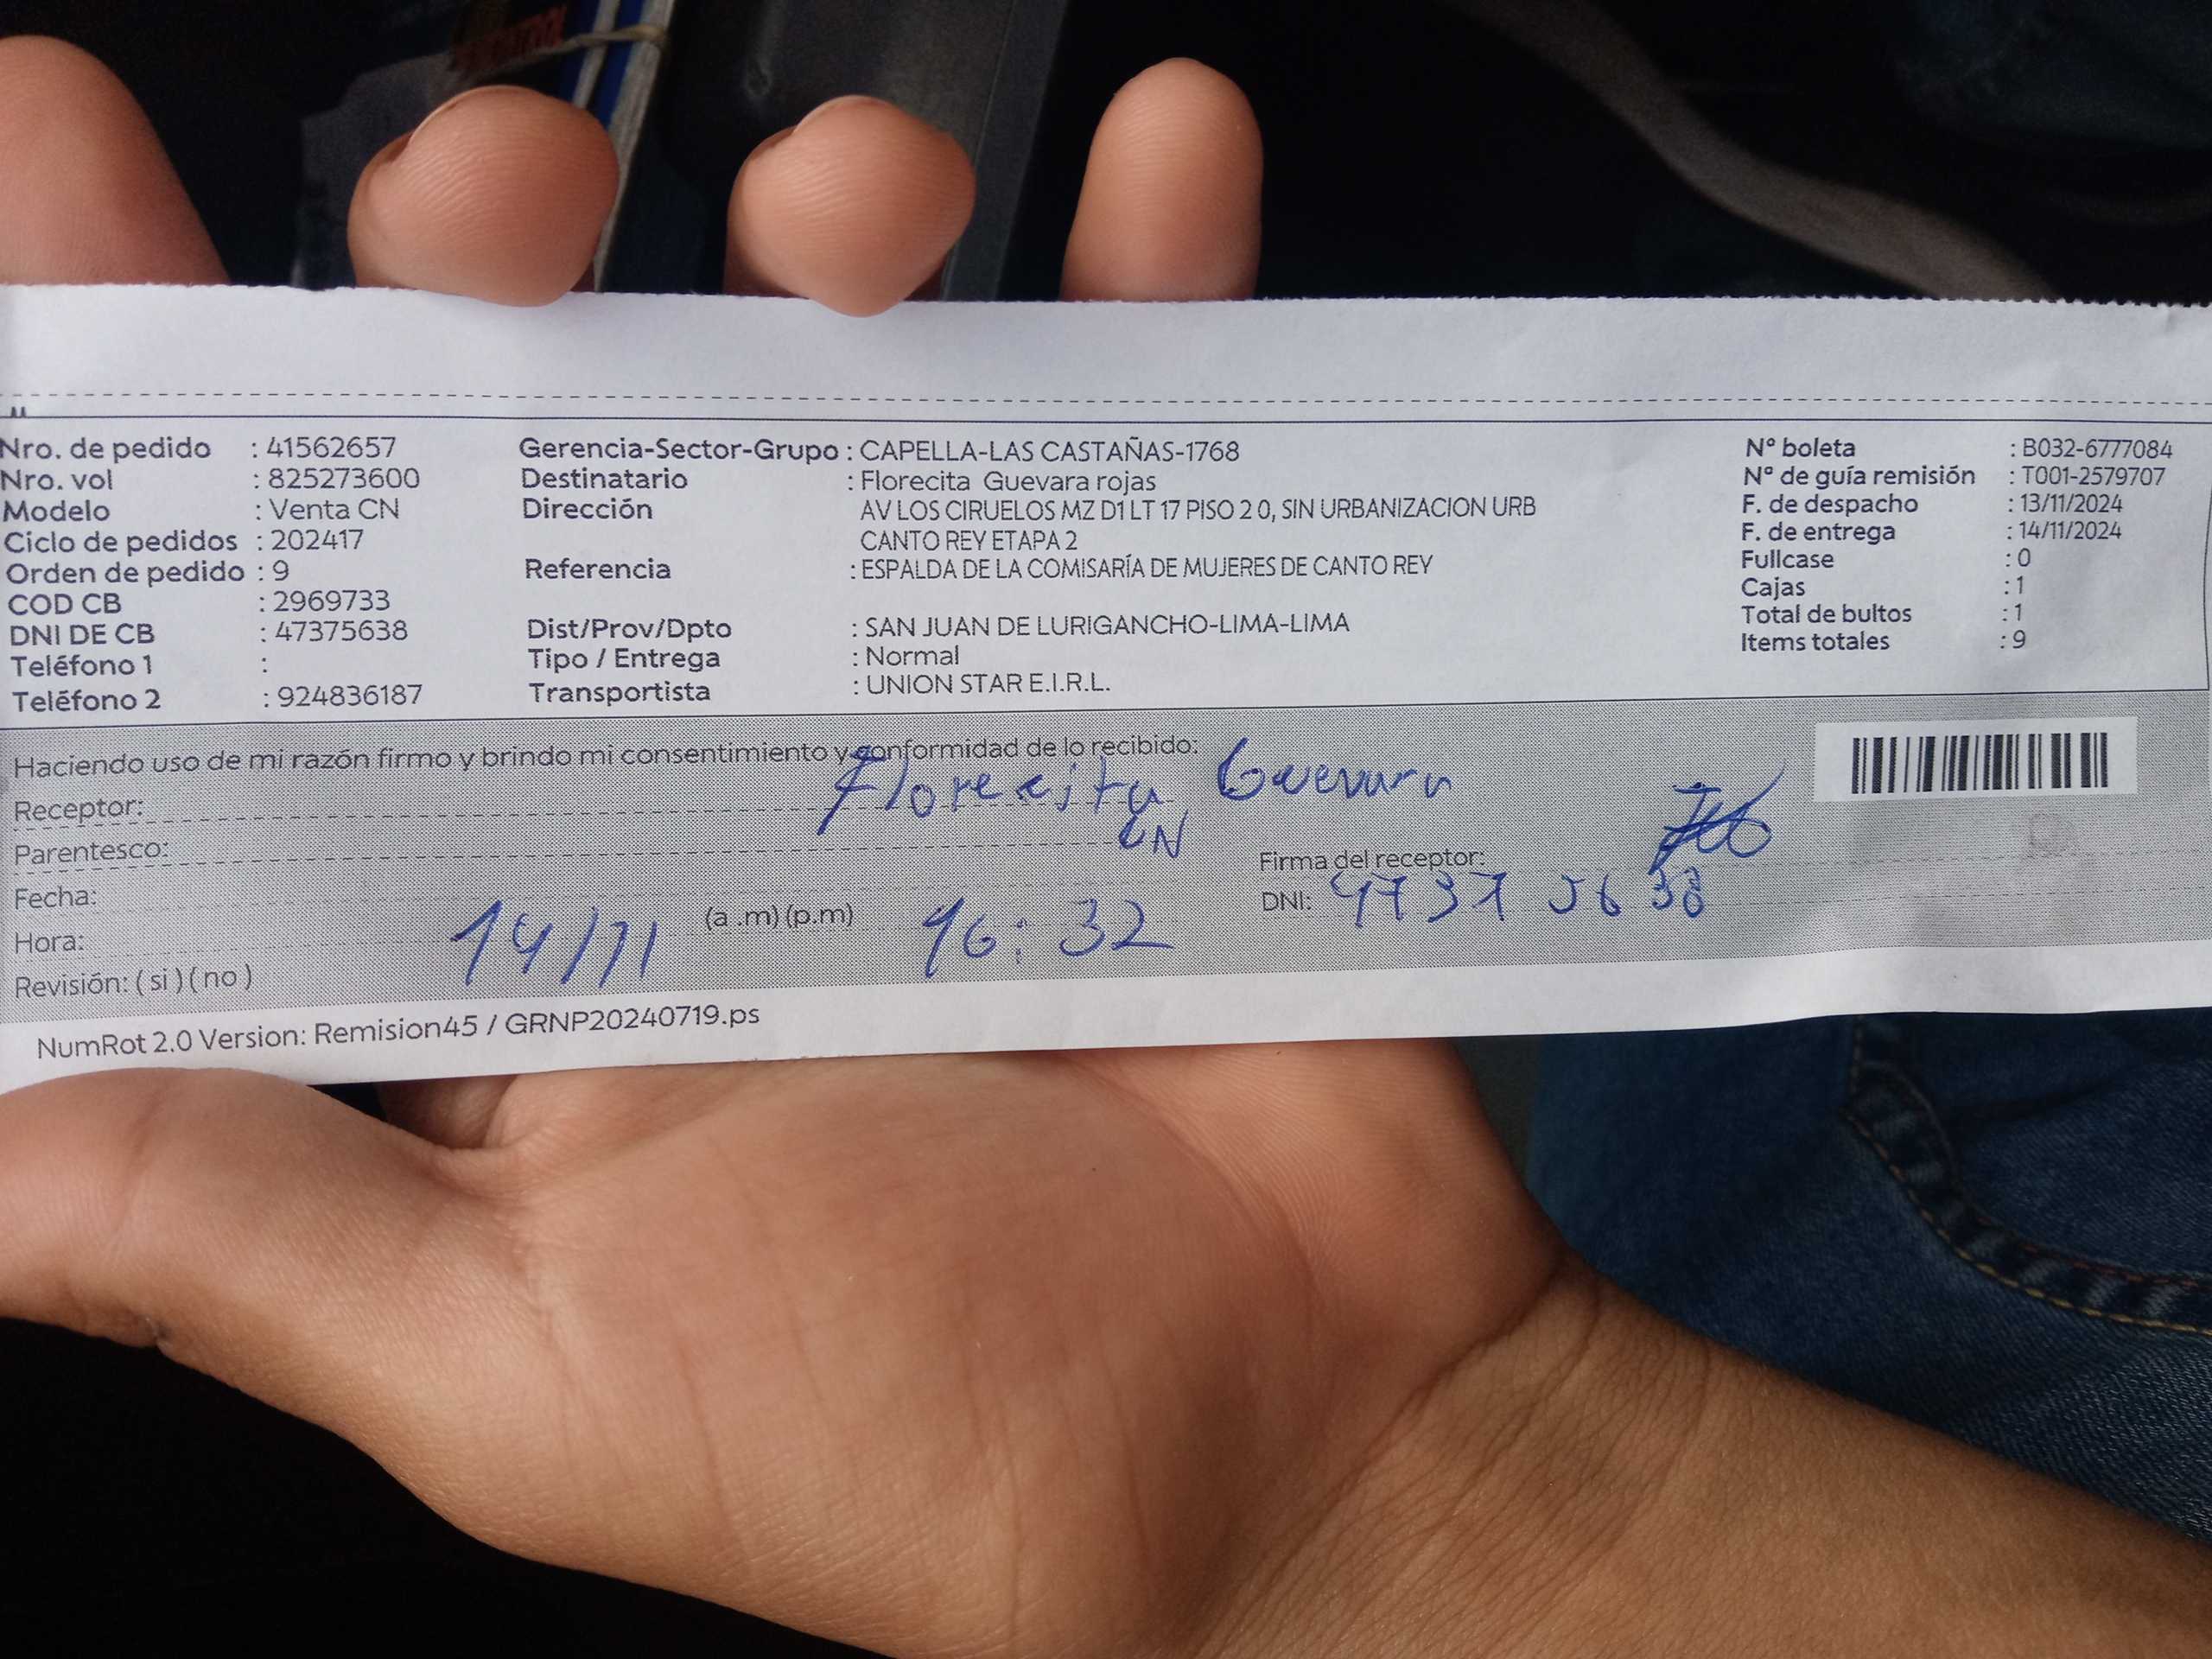 Nro. de pedido : 41562657
Nro. vol : 825273600
Modelo : Venta CN
Ciclo de pedidos : 202417
Orden de pedido : 9
COD CB : 2969733
DNI DE CB : 47375638
Teléfono 1 :
Teléfono 2 : 924836187
Gerencia-Sector-Grupo : CAPELLA-LAS CASTAÑAS-1768
Destinatario : Florecita Guevara rojas
Dirección AV LOS CIRUELOS MZ D1 LT 17 PISO 2 0, SIN URBANIZACION URB
CANTO REY ETAPA 2
Referencia : ESPALDA DE LA COMISARÍA DE MUJERES DE CANTO REY
Dist/Prov/Dpto : SAN JUAN DE LURIGANCHO-LIMA-LIMA
Tipo / Entrega : Normal
Transportista : UNION STAR E.I.R.L.
N° boleta : B032-6777084
N° de guía remisión : T001-2579707
F. de despacho : 13/11/2024
F. de entrega : 14/11/2024
Fullcase : 0
Cajas : 1
Total de bultos : 1
Items totales : 9
Haciendo uso de mi razón firmo y brindo mi consentimiento y conformidad de lo recibido:
Receptor: Florecita Guevara
Parentesco: CN
Firma del receptor:
Fecha:
DNI: 47375638
Hora: 14/11 (a .m) (p.m) 16:32
Revisión: ( si ) ( no )
NumRot 2.0 Version: Remision45 / GRNP20240719.ps